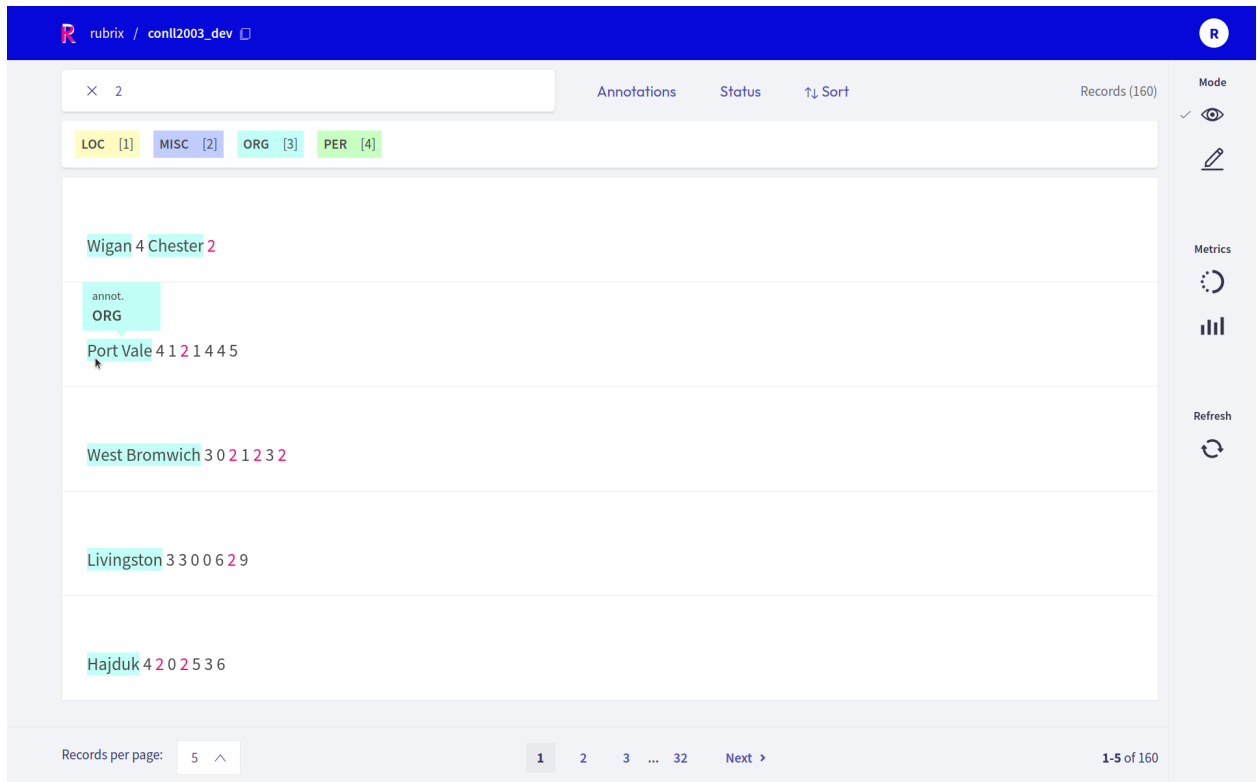 rubrix / conll2003_dev
R
2
Annotations
Status
Sort
Records (160)
LOC [1]
MISC [2]
ORG [3]
PER [4]
Wigan 4 Chester 2
annot.
ORG
Port Vale 4 1 2 1 4 4 5
West Bromwich 3 0 2 1 2 3 2
Livingston 3 3 0 0 6 2 9
Hajduk 4 2 0 2 5 3 6
Mode
Metrics
Refresh
Records per page: 5
1 2 3 ... 32 Next >
1-5 of 160